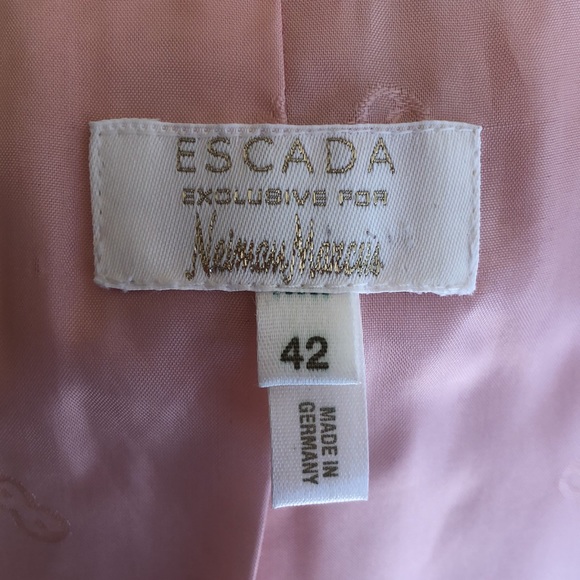 ESCADA
EXCLUSIVE FOR
Neiman Marcus
42
MADE IN
GERMANY